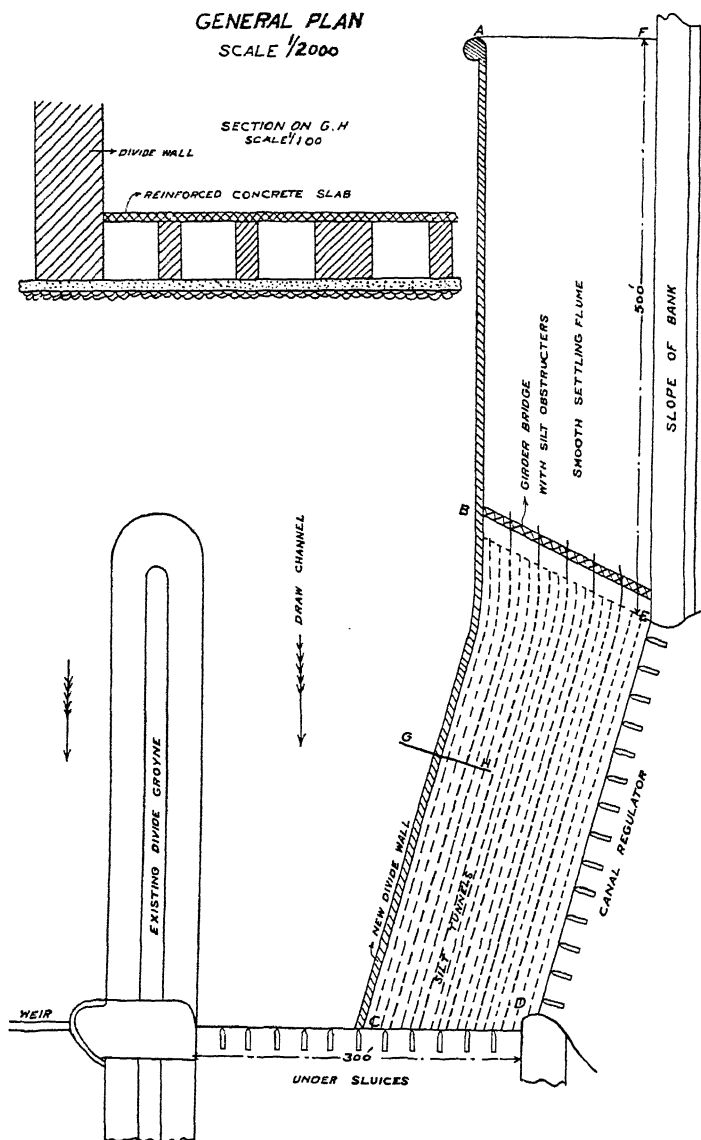 GENERAL PLAN
SCALE 1/2000
A
F
SECTION ON G.H
SCALE 1/100
DIVIDE WALL
REINFORCED CONCRETE SLAB
500'
SLOPE OF BANK
GIRDER BRIDGE
WITH SILT OBSTRUCTERS
SMOOTH SETTLING FLUME
B
DRAW CHANNEL
E
G
H
EXISTING DIVIDE GROYNE
NEW DIVIDE WALL
SILT TUNNELS
CANAL REGULATOR
D
WEIR
C
300'
UNDER SLUICES